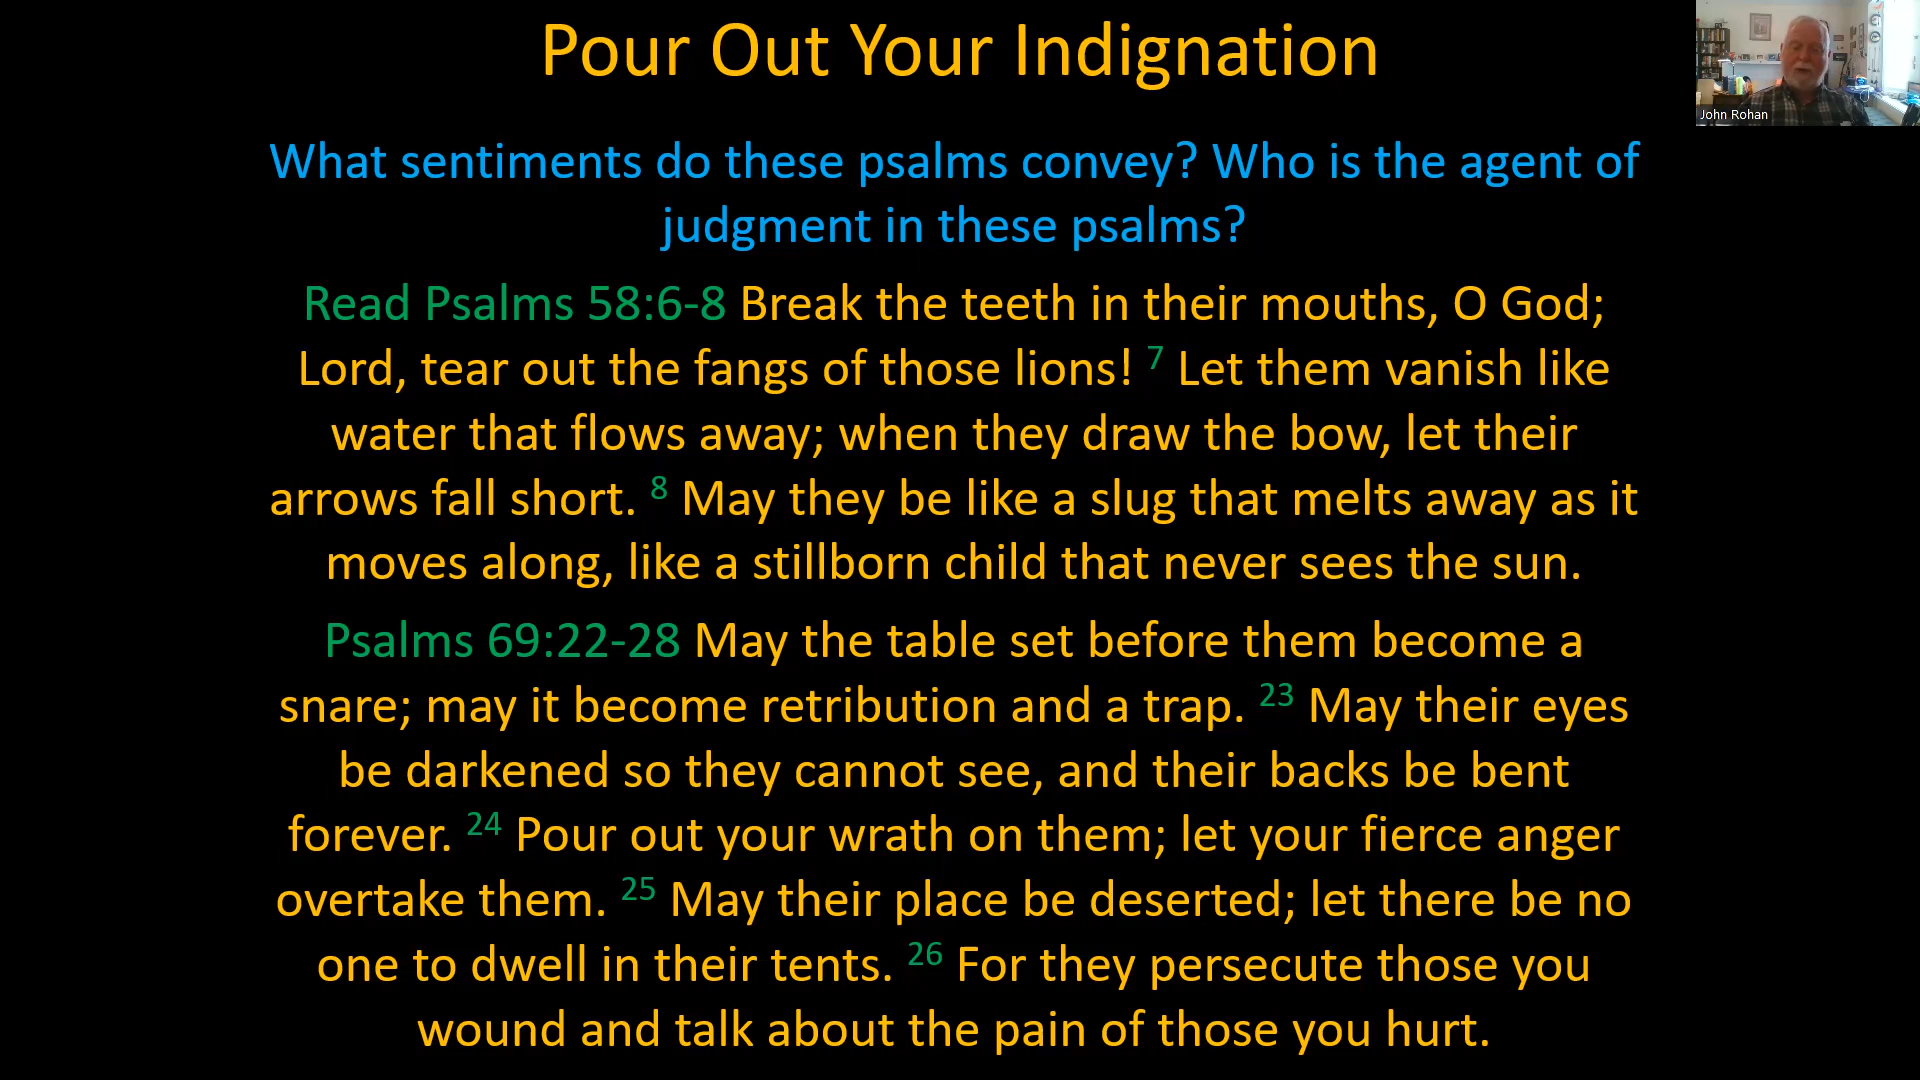 Pour Out Your Indignation
John Rohan
What sentiments do these psalms convey? Who is the agent of
judgment in these psalms?
Read Psalms 58:6-8 Break the teeth in their mouths, O God;
Lord, tear out the fangs of those lions! 7 Let them vanish like
water that flows away; when they draw the bow, let their
arrows fall short. 8 May they be like a slug that melts away as it
moves along, like a stillborn child that never sees the sun.
Psalms 69:22-28 May the table set before them become a
snare; may it become retribution and a trap. 23 May their eyes
be darkened so they cannot see, and their backs be bent
forever. 24 Pour out your wrath on them; let your fierce anger
overtake them. 25 May their place be deserted; let there be no
one to dwell in their tents. 26 For they persecute those you
wound and talk about the pain of those you hurt.